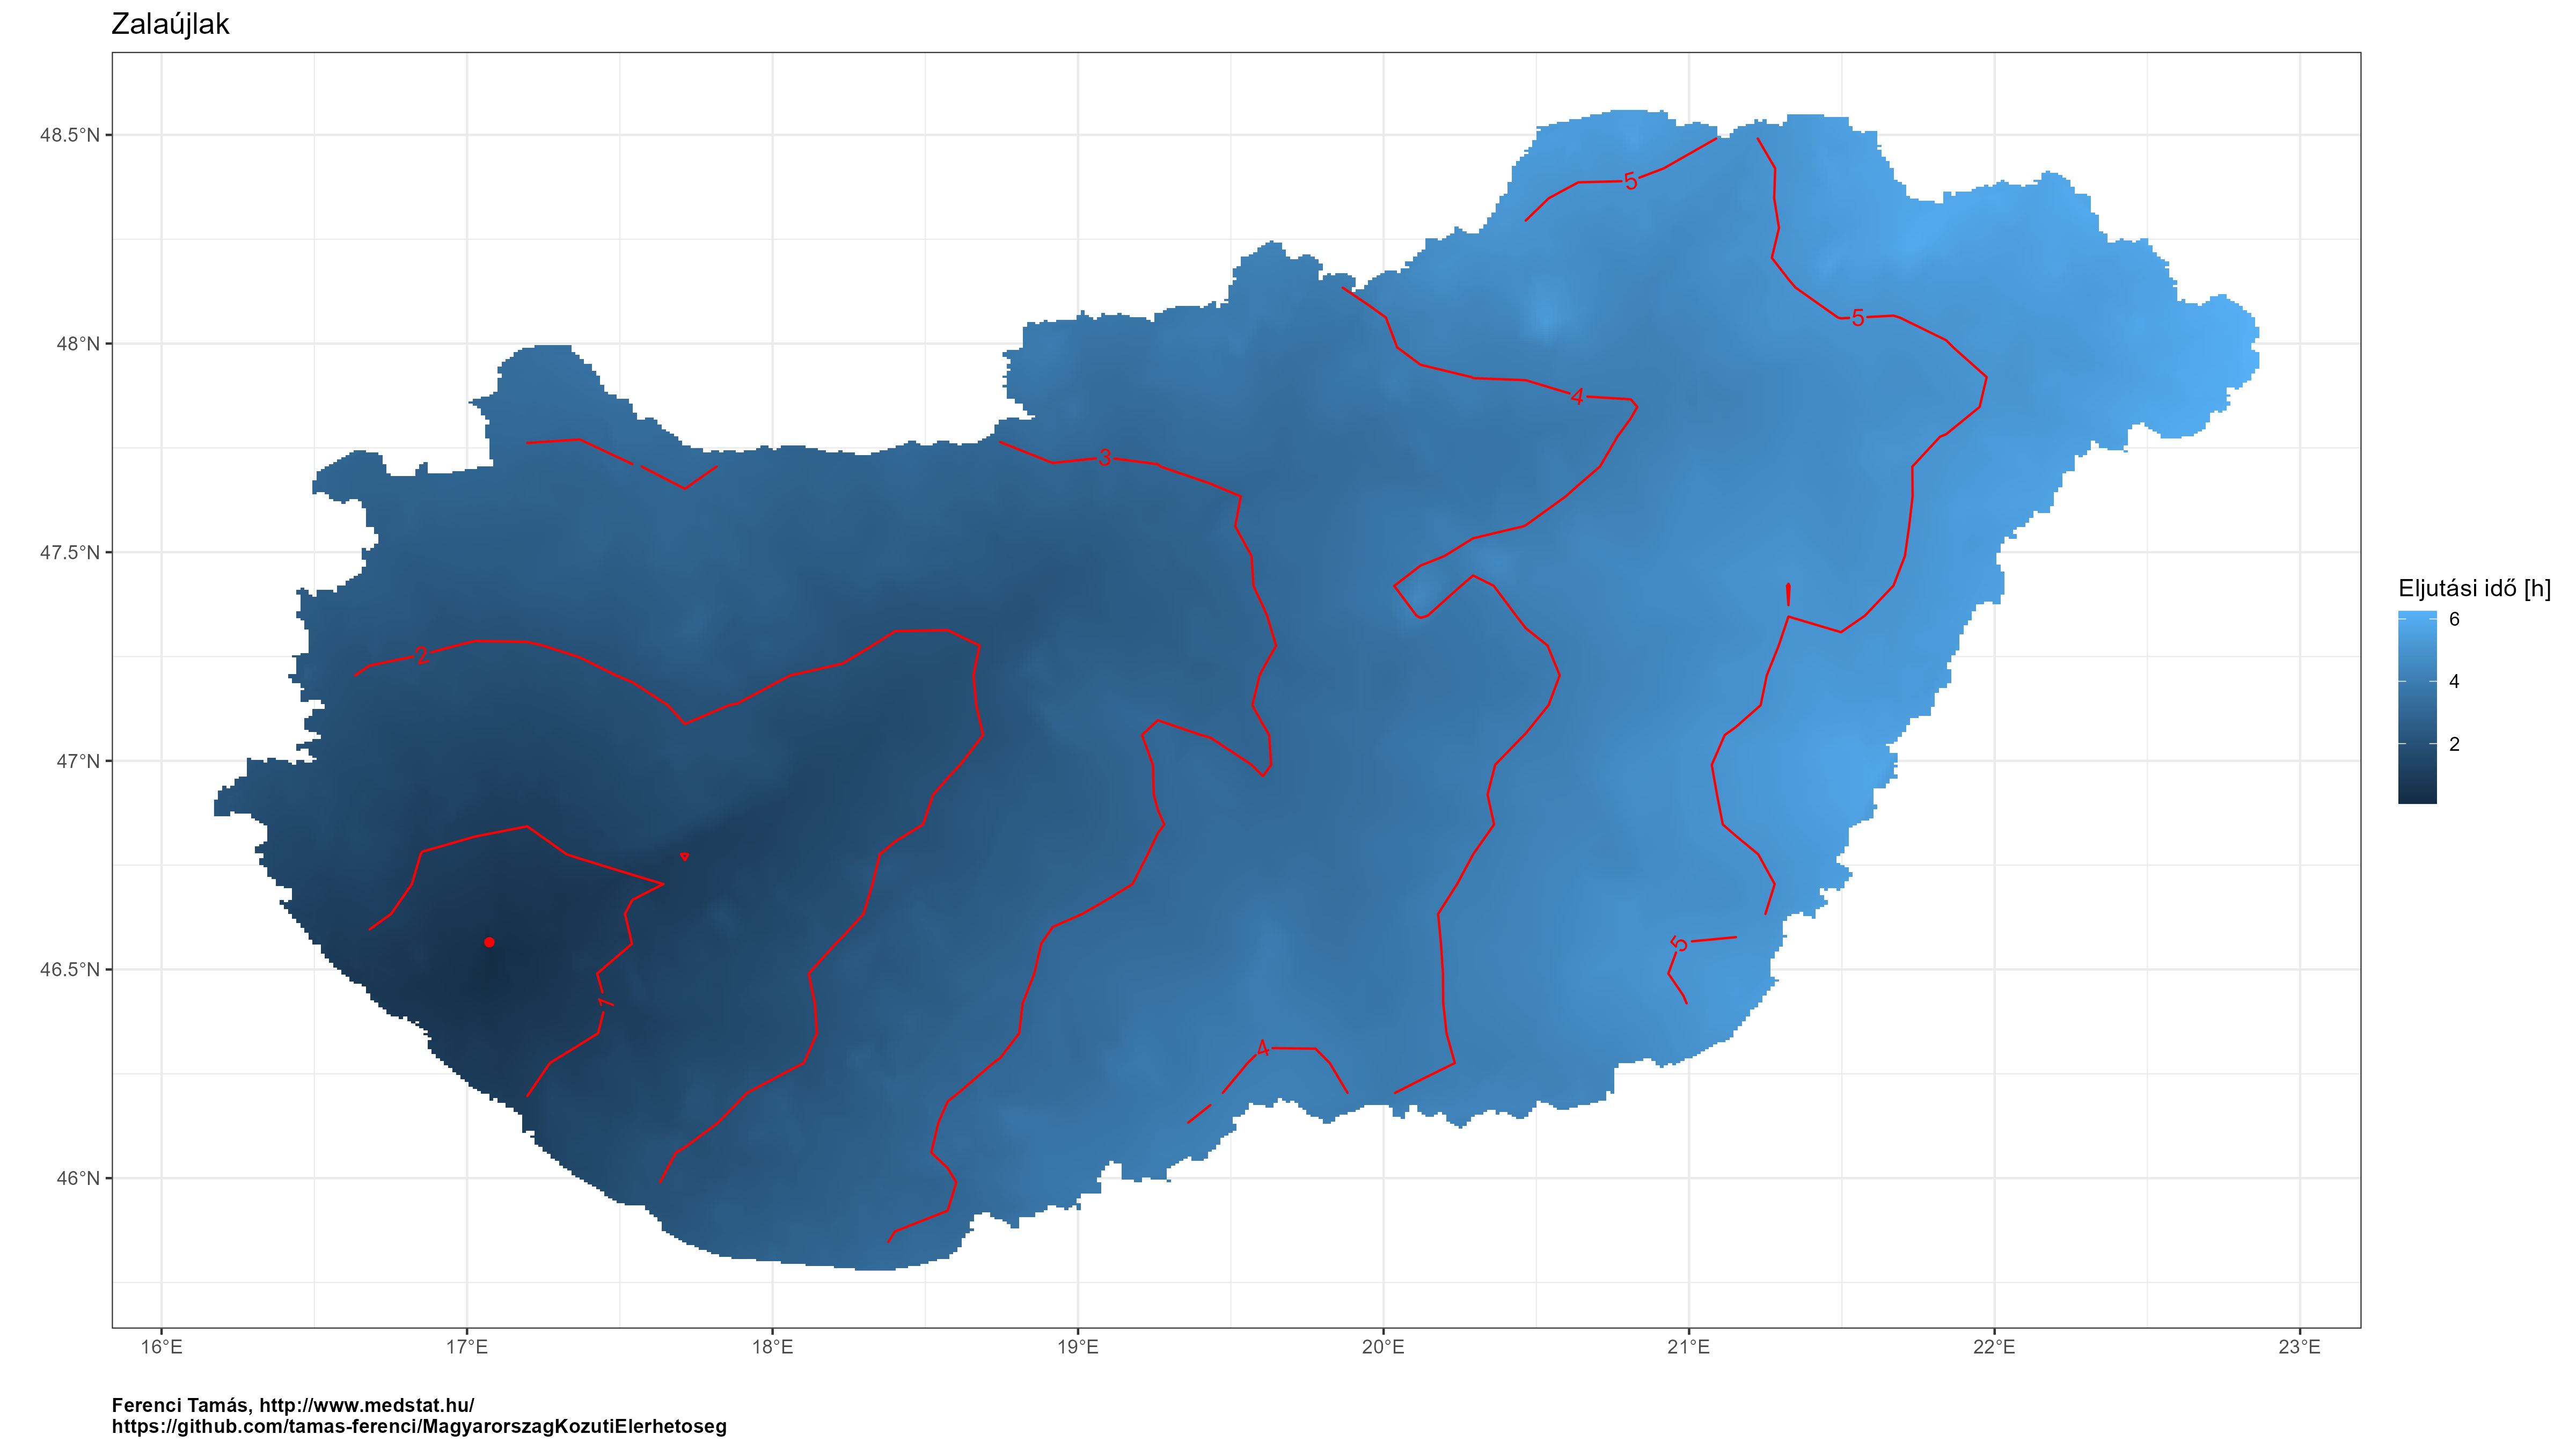 Zalaújlak
48.5°N
48°N
47.5°N
47°N
46.5°N
46°N
16°E
17°E
18°E
19°E
20°E
21°E
22°E
23°E
5
5
4
3
2
5
1
4
Eljutási idő [h]
6
4
2
Ferenci Tamás, http://www.medstat.hu/
https://github.com/tamas-ferenci/MagyarorszagKozutiElerhetoseg